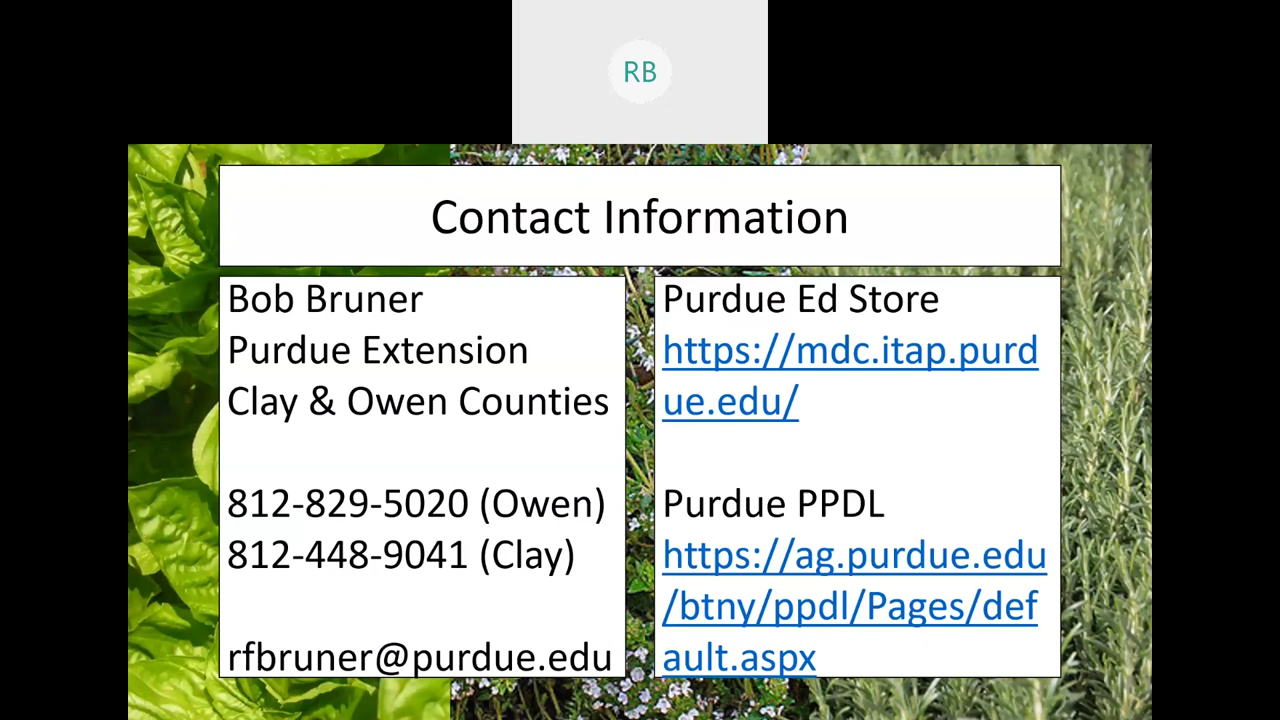 RB
Contact Information
Bob Bruner
Purdue Extension
Clay & Owen Counties
812-829-5020 (Owen)
812-448-9041 (Clay)
rfbruner@purdue.edu
Purdue Ed Store
https://mdc.itap.purd
ue.edu/
Purdue PPDL
https://ag.purdue.edu
/btny/ppdl/Pages/def
ault.aspx